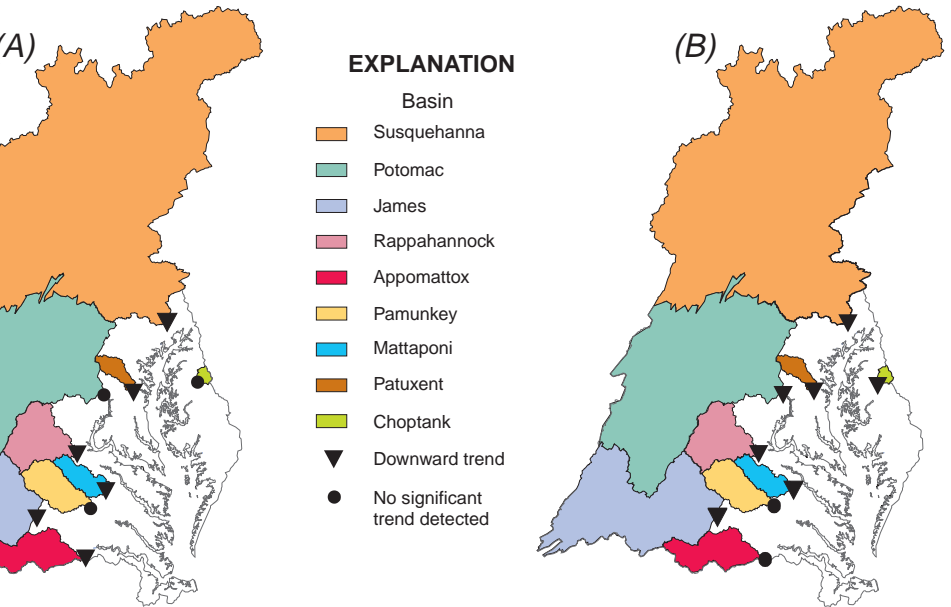 (A)
EXPLANATION
Basin
Susquehanna
Potomac
James
Rappahannock
Appomattox
Pamunkey
Mattaponi
Patuxent
Choptank
Downward trend
No significant
trend detected
(B)